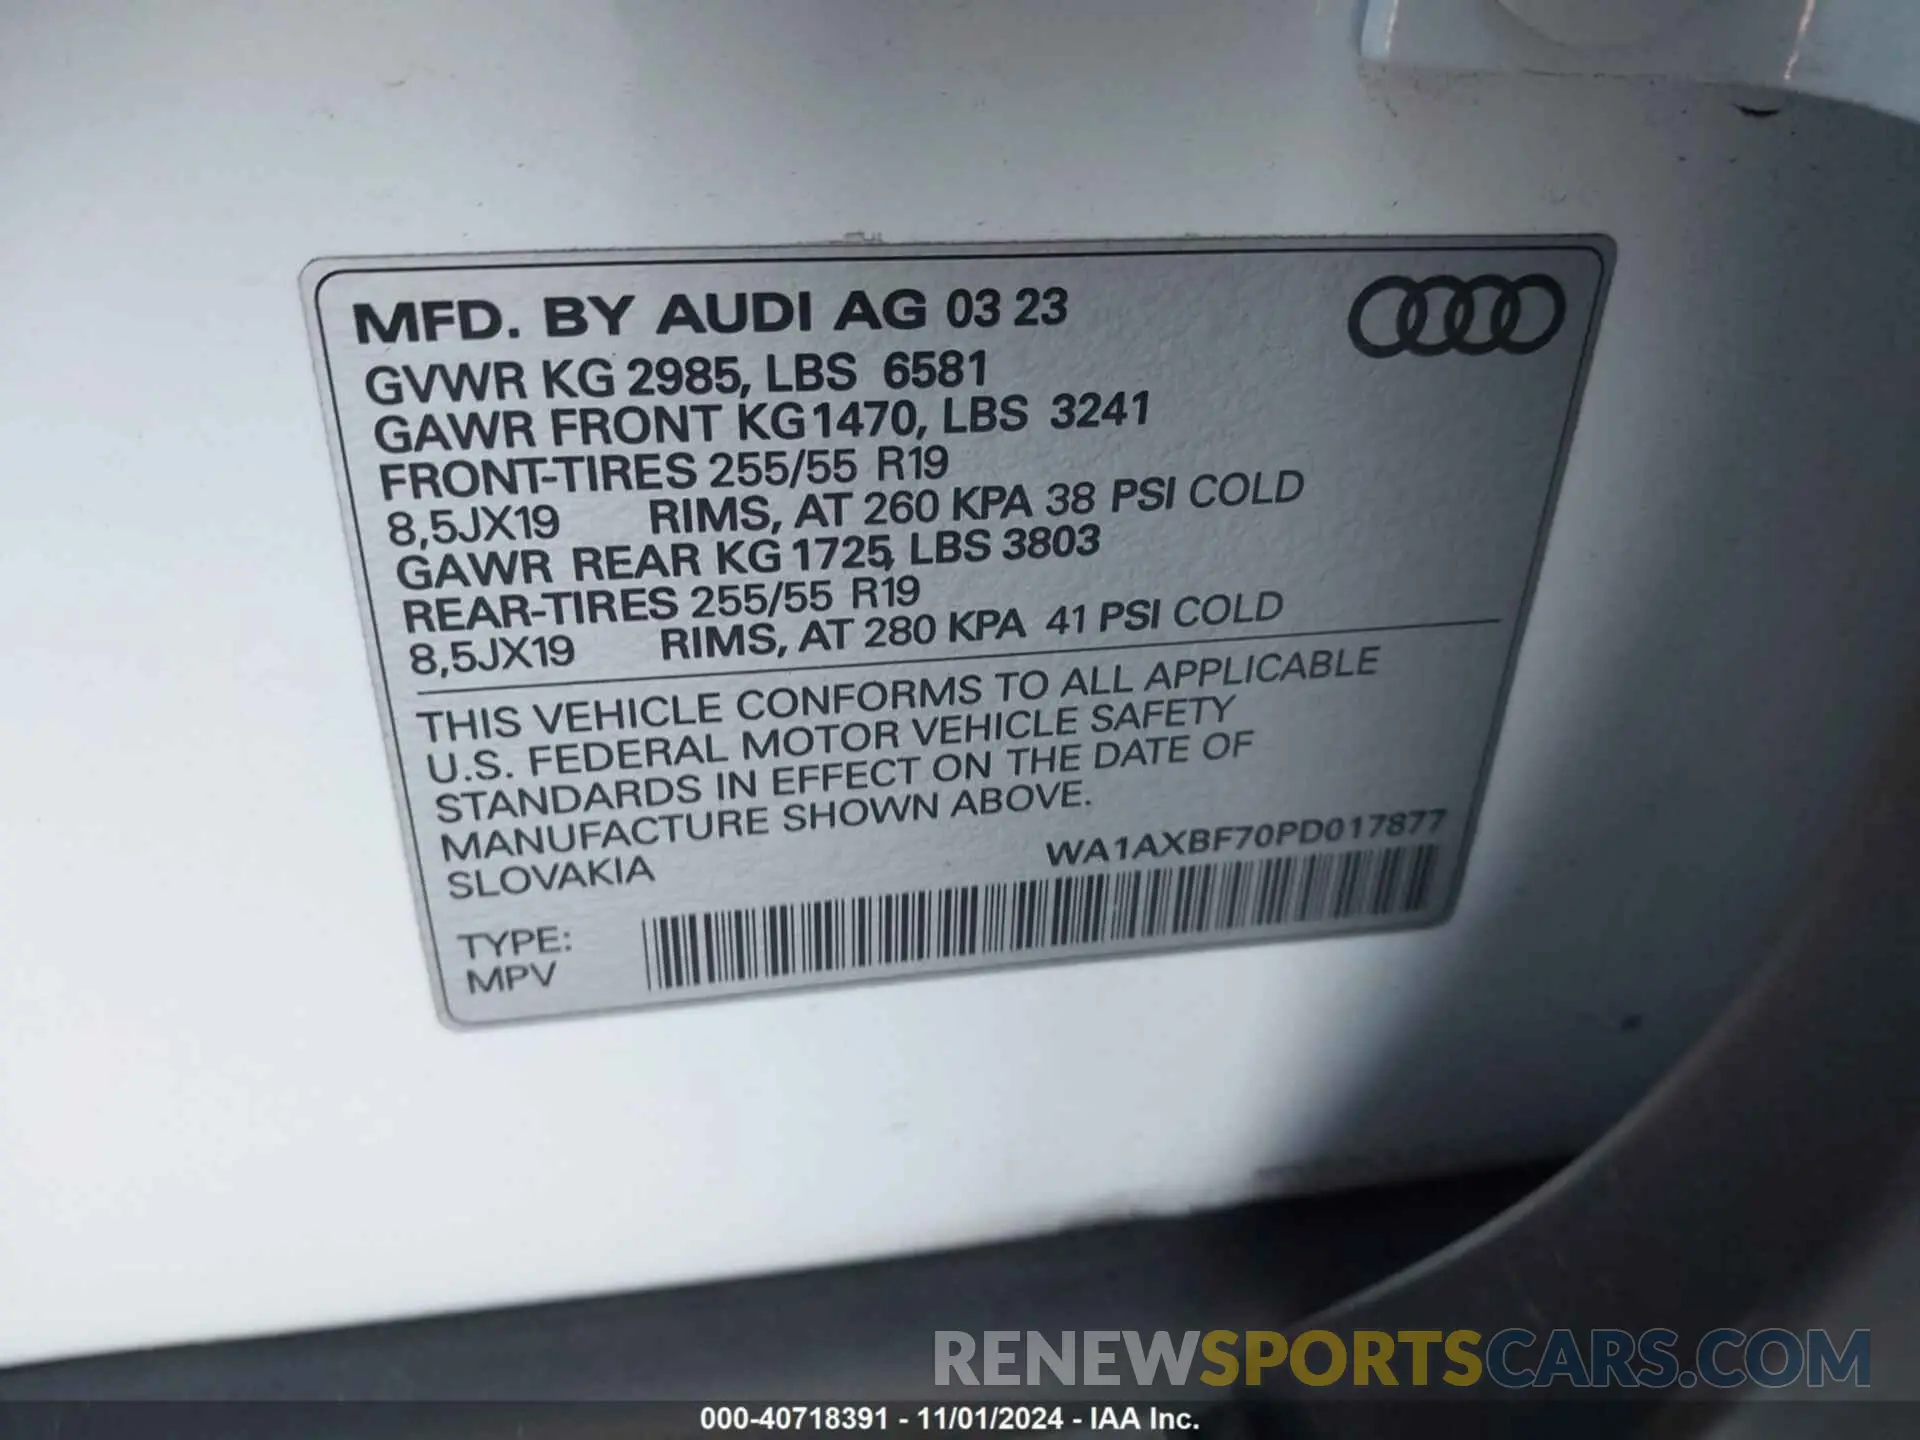 MFD. BY AUDI AG 03 23
GVWR KG 2985, LBS 6581
GAWR FRONT KG 1470, LBS 3241
FRONT-TIRES 255/55 R19
8,5JX19 RIMS, AT 260 KPA 38 PSI COLD
GAWR REAR KG 1725, LBS 3803
REAR-TIRES 255/55 R19
8,5JX19 RIMS, AT 280 KPA 41 PSI COLD
THIS VEHICLE CONFORMS TO ALL APPLICABLE
U.S. FEDERAL MOTOR VEHICLE SAFETY
STANDARDS IN EFFECT ON THE DATE OF
MANUFACTURE SHOWN ABOVE.
SLOVAKIA
WA1AXBF70PD017877
TYPE:
MPV
RENEWSPORTSCARS.COM
000-40718391 - 11/01/2024 - IAA Inc.